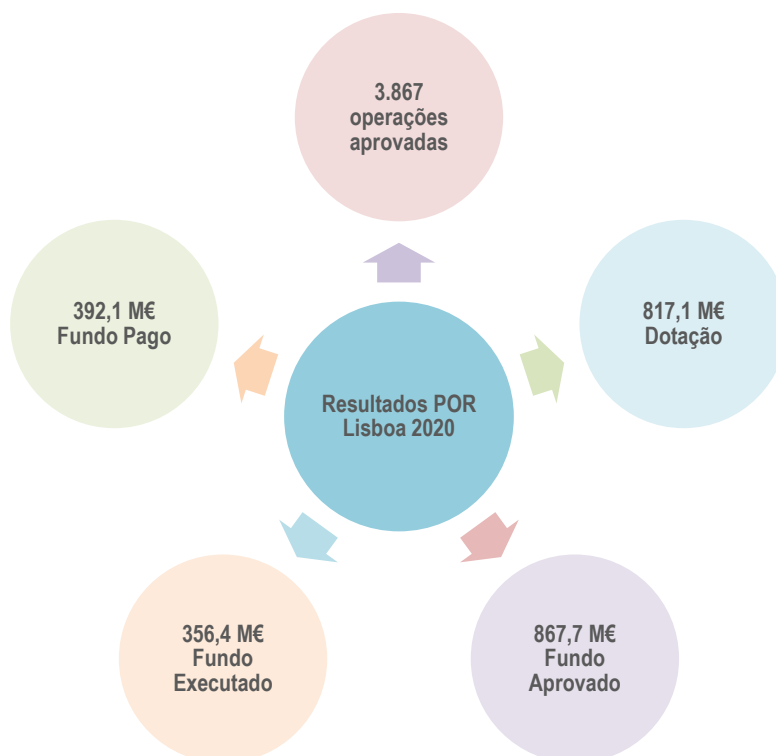 3.867
operações
aprovadas
392,1 M€
Fundo Pago
817,1 M€
Dotação
Resultados POR
Lisboa 2020
356,4 M€
Fundo
Executado
867,7 M€
Fundo
Aprovado